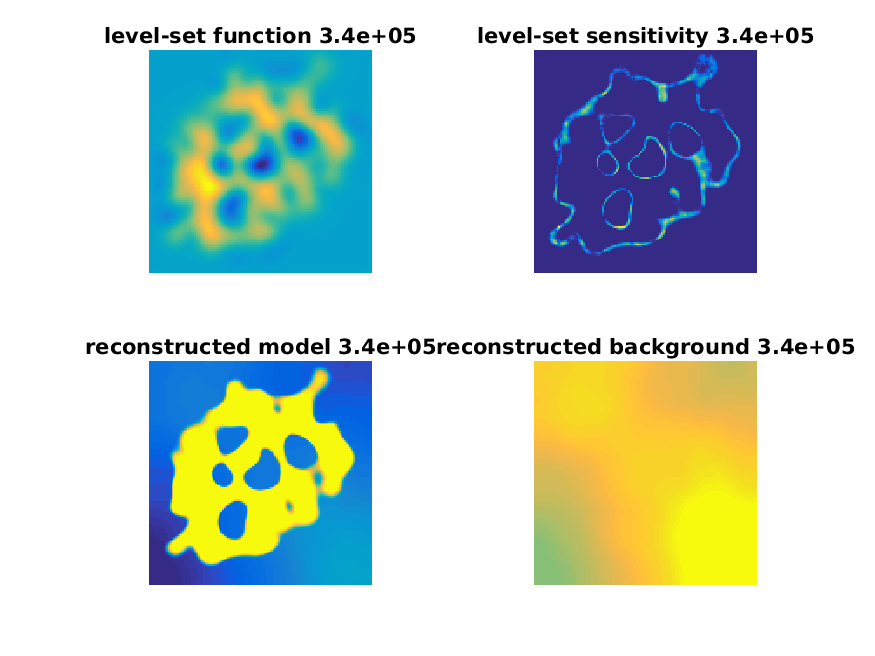 level-set function 3.4e+05
level-set sensitivity 3.4e+05
reconstructed model 3.4e+05
reconstructed background 3.4e+05